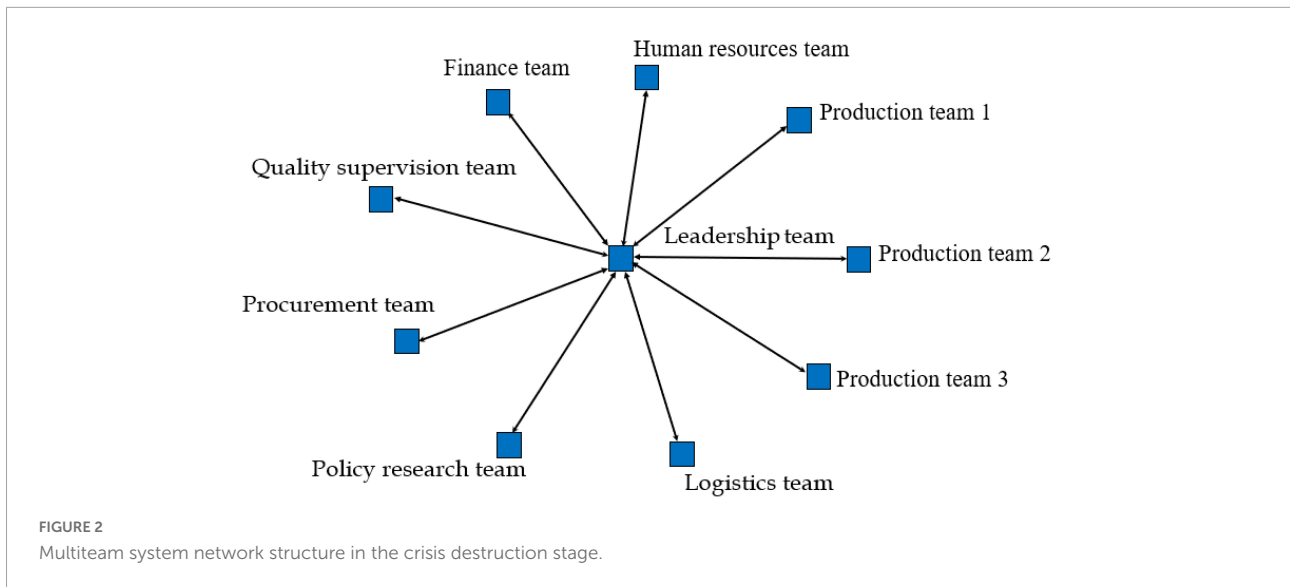 Human resources team
Finance team
Production team 1
Quality supervision team
Leadership team
Production team 2
Procurement team
Production team 3
Policy research team
Logistics team
FIGURE 2
Multiteam system network structure in the crisis destruction stage.